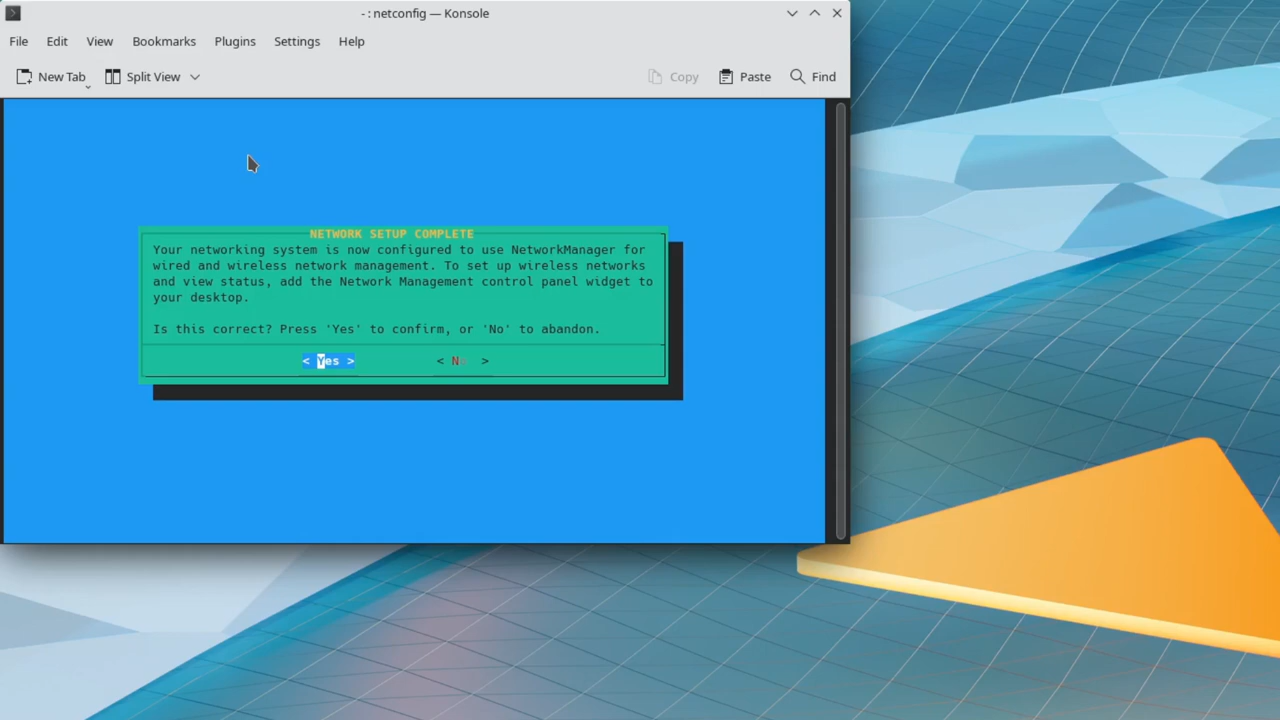 - : netconfig — Konsole
File Edit View Bookmarks Plugins Settings Help
New Tab Split View Copy Paste Find
NETWORK SETUP COMPLETE
Your networking system is now configured to use NetworkManager for
wired and wireless network management. To set up wireless networks
and view status, add the Network Management control panel widget to
your desktop.
Is this correct? Press 'Yes' to confirm, or 'No' to abandon.
< Yes > < No >